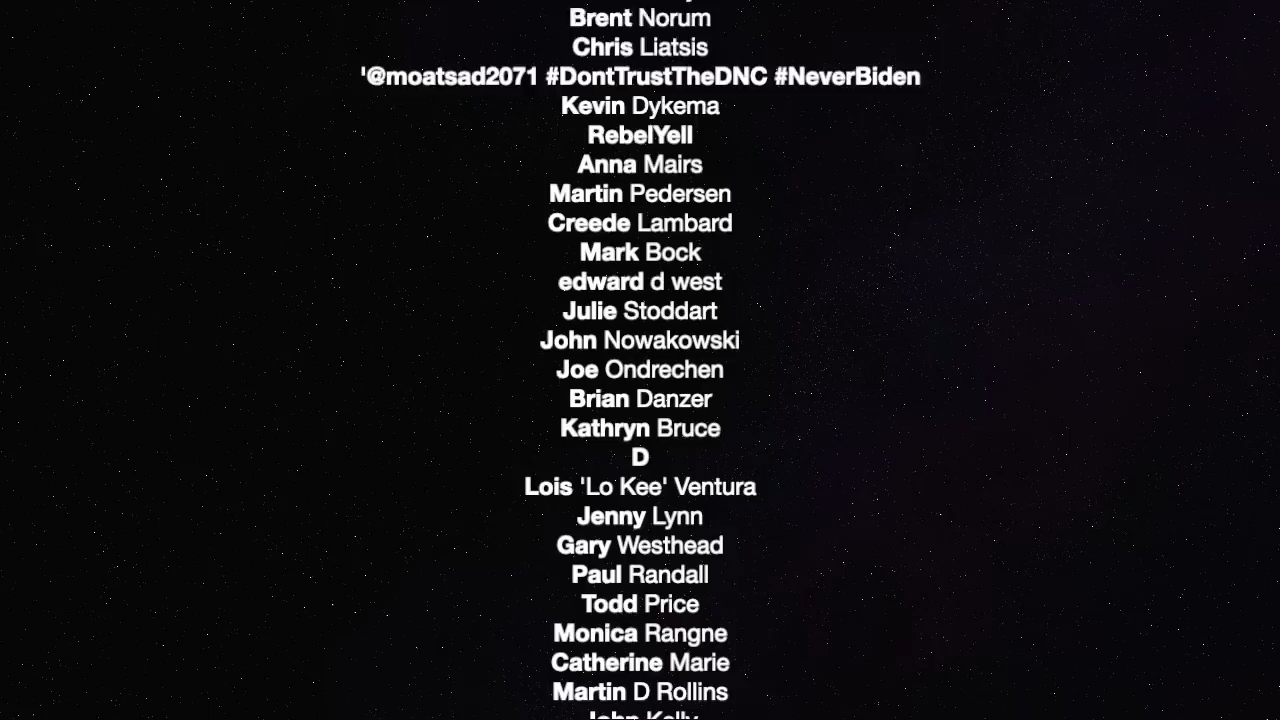 Brent Norum
Chris Liatsis
'@moatsad2071 #DontTrustTheDNC #NeverBiden
Kevin Dykema
RebelYell
Anna Mairs
Martin Pedersen
Creede Lambard
Mark Bock
edward d west
Julie Stoddart
John Nowakowski
Joe Ondrechen
Brian Danzer
Kathryn Bruce
D
Lois 'Lo Kee' Ventura
Jenny Lynn
Gary Westhead
Paul Randall
Todd Price
Monica Rangne
Catherine Marie
Martin D Rollins
John Kelly